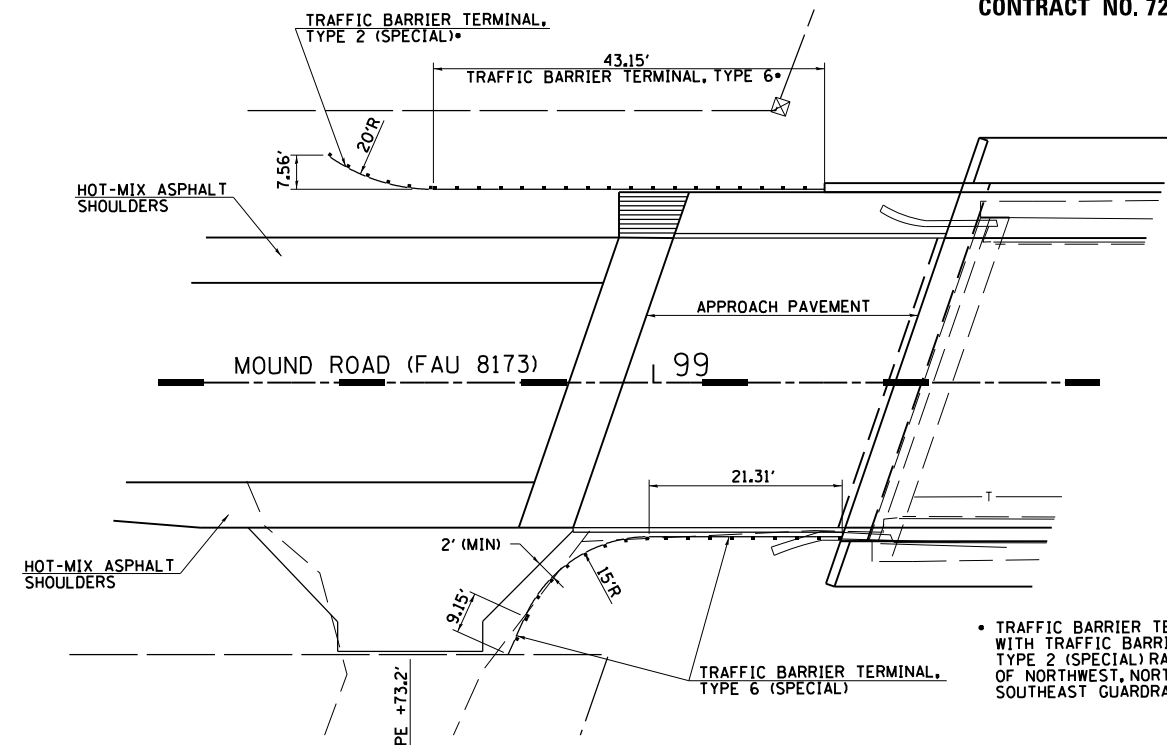 CONTRACT NO. 72
TRAFFIC BARRIER TERMINAL,
TYPE 2 (SPECIAL)•
43.15'
TRAFFIC BARRIER TERMINAL, TYPE 6•
20'R
7.56'
HOT-MIX ASPHALT
SHOULDERS
APPROACH PAVEMENT
MOUND ROAD (FAU 8173)
99
21.31'
T
2' (MIN)
15'R
HOT-MIX ASPHALT
SHOULDERS
9.15'
• TRAFFIC BARRIER TE
WITH TRAFFIC BARRI
TYPE 2 (SPECIAL) RA
OF NORTHWEST, NORT
SOUTHEAST GUARDRA
TRAFFIC BARRIER TERMINAL,
TYPE 6 (SPECIAL)
PE +73.2'